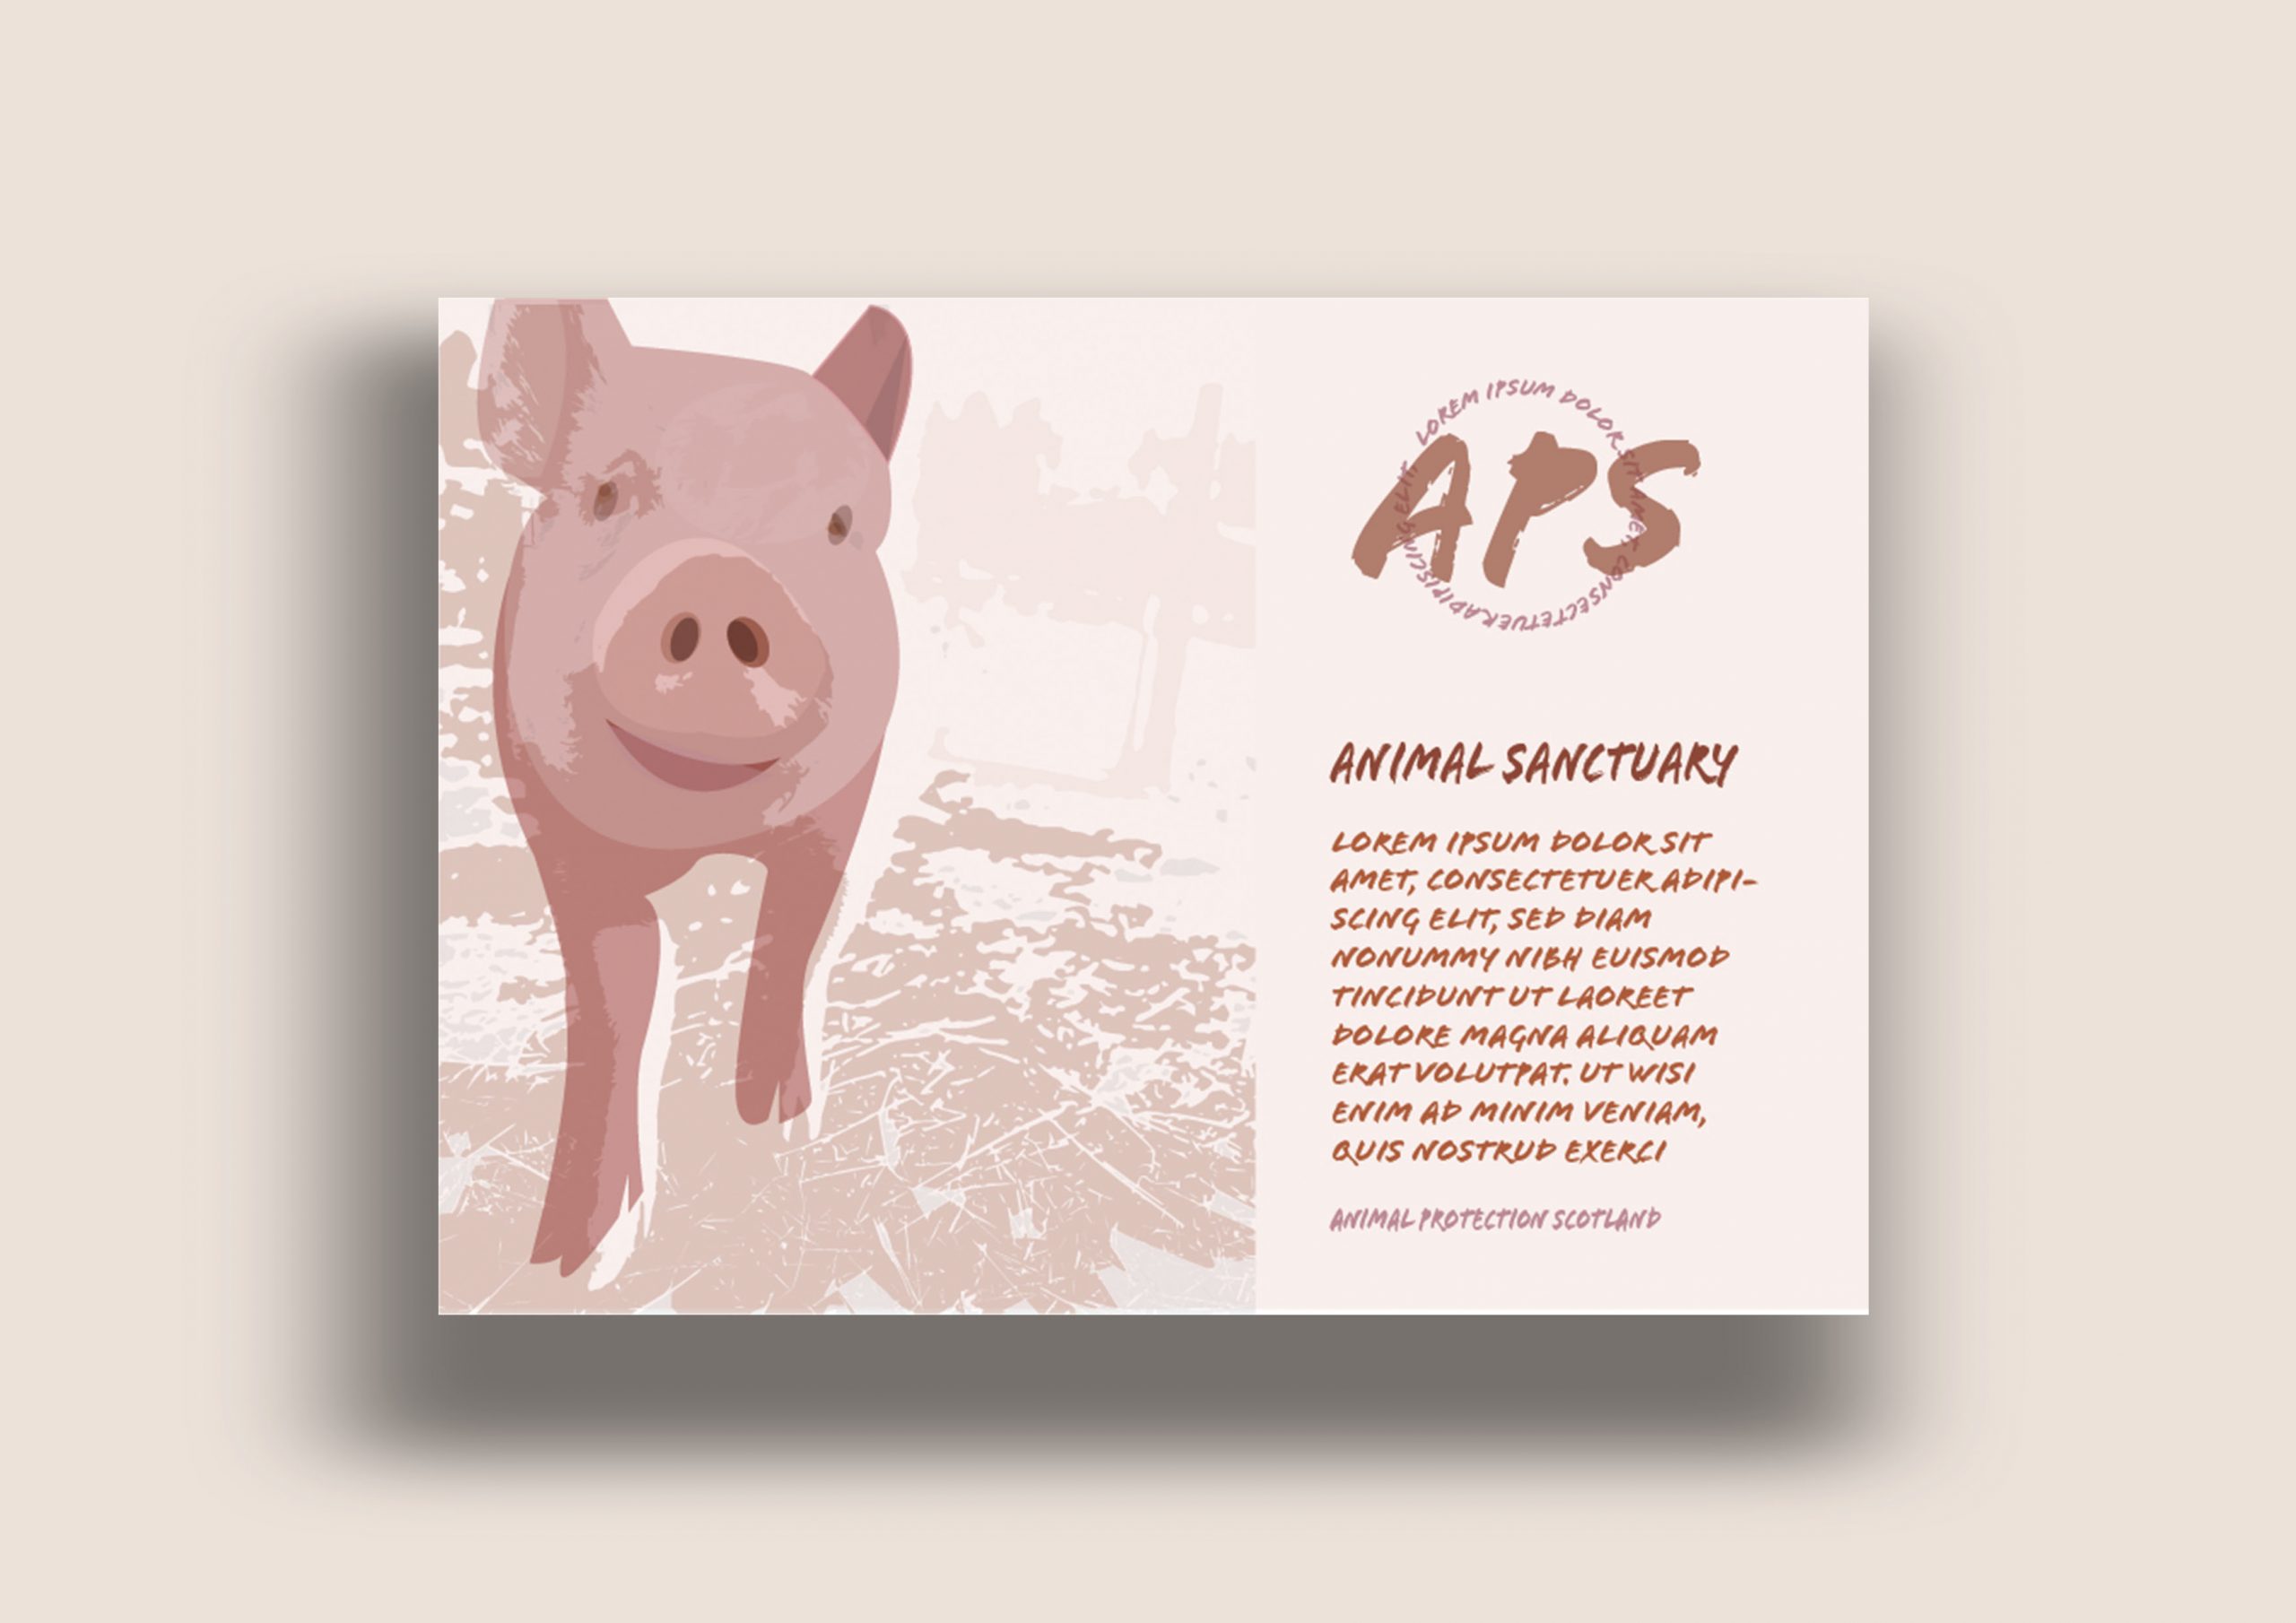 LOREM IPSUM DOLOR SIT AMET CONSECTETUER ADIPISCING ELIT
APS
ANIMAL SANCTUARY
LOREM IPSUM DOLOR SIT
AMET, CONSECTETUER ADIPI-
SCING ELIT, SED DIAM
NONUMMY NIBH EUISMOD
TINCIDUNT UT LAOREET
DOLORE MAGNA ALIQUAM
ERAT VOLUTPAT. UT WISI
ENIM AD MINIM VENIAM,
QUIS NOSTRUD EXERCI
ANIMAL PROTECTION SCOTLAND